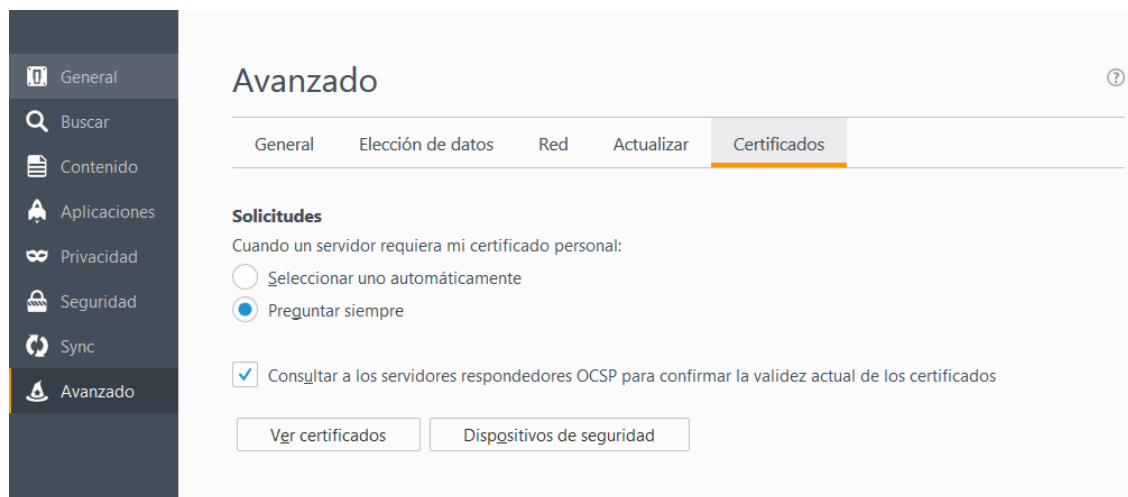 General
Buscar
Contenido
Aplicaciones
Privacidad
Seguridad
Sync
Avanzado
Avanzado
?
General Elección de datos Red Actualizar Certificados
Solicitudes
Cuando un servidor requiera mi certificado personal:
Seleccionar uno automáticamente
Preguntar siempre
Consultar a los servidores respondedores OCSP para confirmar la validez actual de los certificados
Ver certificados Dispositivos de seguridad